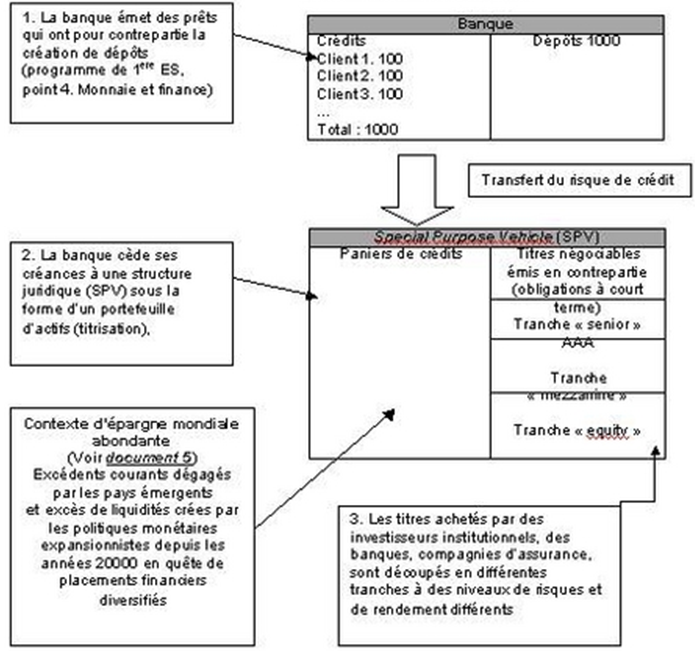 1. La banque émet des prêts
qui ont pour contrepartie la
création de dépôts
(programme de 1ère ES,
point 4. Monnaie et finance)
Banque
Crédits
Client 1. 100
Client 2. 100
Client 3. 100
...
Total : 1000
Dépôts 1000
Transfert du risque de crédit
2. La banque cède ses
créances à une structure
juridique (SPV) sous la
forme d'un portefeuille
d'actifs (titrisation),
Special Purpose Vehicle (SPV)
Paniers de crédits
Titres négociables
émis en contrepartie
(obligations à court
terme)
Tranche « senior »
AAA
Tranche
« mezzanine »
Tranche « equity »
Contexte d'épargne mondiale
abondante
(Voir document 5)
Excédents courants dégagés
par les pays émergents
et excès de liquidités crées par
les politiques monétaires
expansionnistes depuis les
années 20000 en quête de
placements financiers
diversifiés
3. Les titres achetés par des
investisseurs institutionnels, des
banques, compagnies d'assurance,
sont découpés en différentes
tranches à des niveaux de risques et
de rendement différents